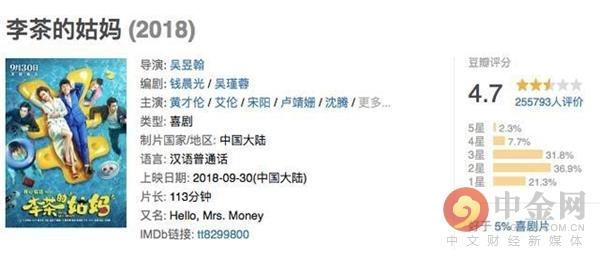 李茶的姑妈 (2018)
9月30日
李茶的姑妈
导演: 吴昱翰
编剧: 钱晨光 / 吴瑾蓉
主演: 黄才伦 / 艾伦 / 宋阳 / 卢靖姗 / 沈腾 / 更多...
类型: 喜剧
制片国家/地区: 中国大陆
语言: 汉语普通话
上映日期: 2018-09-30(中国大陆)
片长: 113分钟
又名: Hello, Mrs. Money
IMDb链接: tt8299800
豆瓣评分
4.7
255793人评价
5星 2.3%
4星 7.7%
3星 31.8%
2星 36.9%
1星 21.3%
好于 5% 喜剧片
中金网
CNGOLD.COM.CN
中文财经新媒体